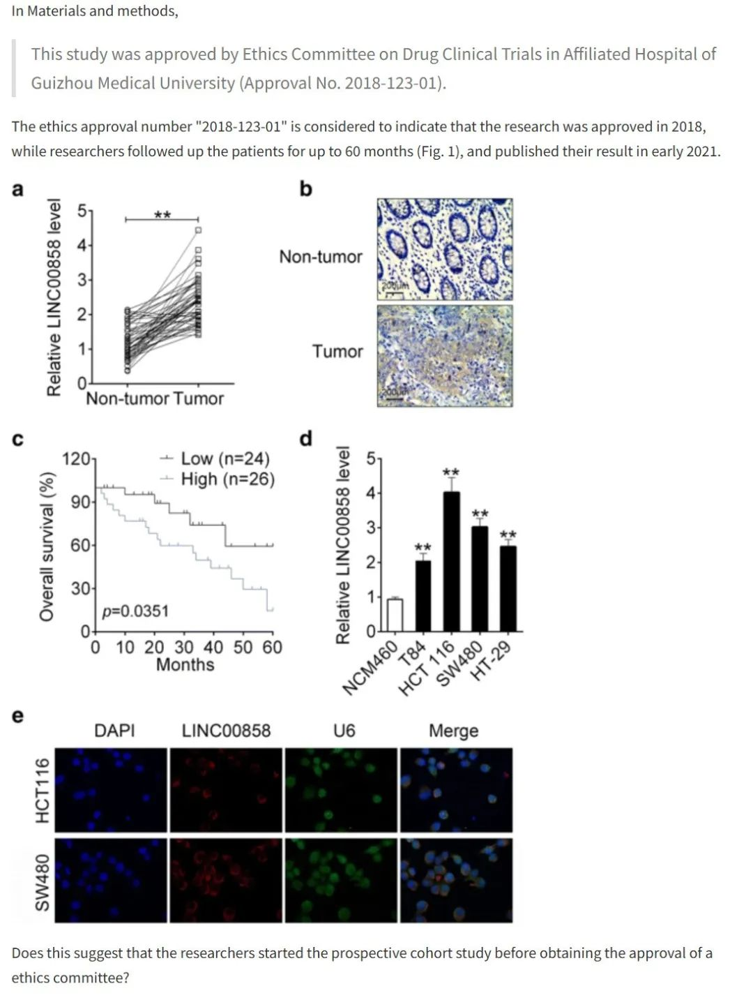 In Materials and methods,
This study was approved by Ethics Committee on Drug Clinical Trials in Affiliated Hospital of
Guizhou Medical University (Approval No. 2018-123-01).
The ethics approval number "2018-123-01" is considered to indicate that the research was approved in 2018,
while researchers followed up the patients for up to 60 months (Fig. 1), and published their result in early 2021.
a
Relative LINC00858 level
5
4
3
2
1
0
**
Non-tumor Tumor
b
Non-tumor
200μm
Tumor
200μm
c
Overall survival (%)
120
90
60
30
0
Low (n=24)
High (n=26)
p=0.0351
0 10 20 30 40 50 60
Months
d
Relative LINC00858 level
5
4
3
2
1
0
**
**
**
**
NCM460
T84
HCT 116
SW480
HT-29
e
DAPI LINC00858 U6 Merge
HCT116
SW480
Does this suggest that the researchers started the prospective cohort study before obtaining the approval of a
ethics committee?